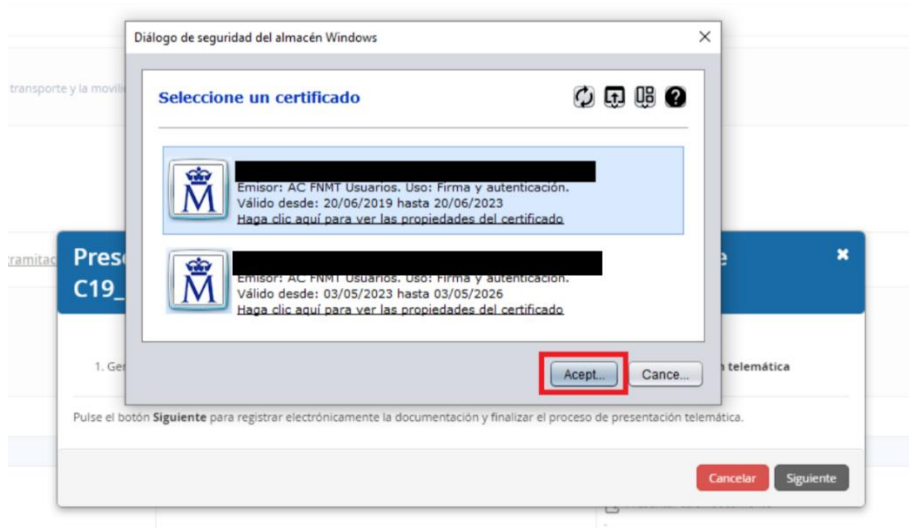 Diálogo de seguridad del almacén Windows
transporte y la movili
Seleccione un certificado
Emisor: AC FNMT Usuarios. Uso: Firma y autenticación.
Válido desde: 20/06/2019 hasta 20/06/2023
Haga clic aquí para ver las propiedades del certificado
Emisor: AC FNMT Usuarios. Uso: Firma y autenticación.
Válido desde: 03/05/2023 hasta 03/05/2026
Haga clic aquí para ver las propiedades del certificado
ramitac
Prese
C19_
1. Ger
n telemática
Acept...
Cance...
Pulse el botón Siguiente para registrar electrónicamente la documentación y finalizar el proceso de presentación telemática.
Cancelar
Siguiente